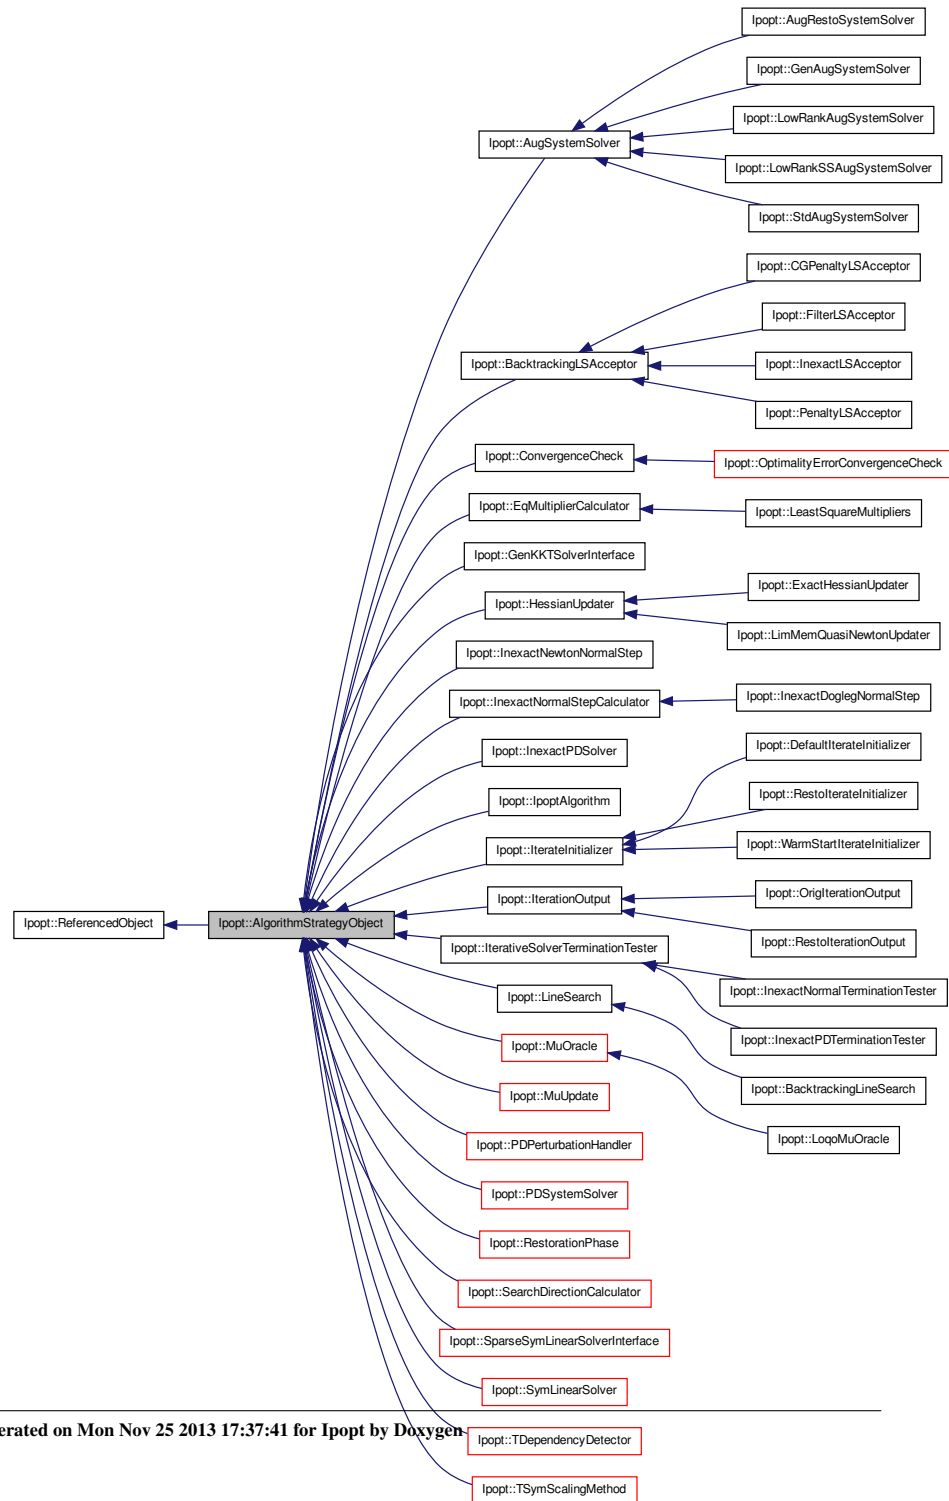 Ipopt::AugRestoSystemSolver
Ipopt::GenAugSystemSolver
Ipopt::LowRankAugSystemSolver
Ipopt::AugSystemSolver
Ipopt::LowRankSSAugSystemSolver
Ipopt::StdAugSystemSolver
Ipopt::CGPenaltyLSAcceptor
Ipopt::FilterLSAcceptor
Ipopt::BacktrackingLSAcceptor
Ipopt::InexactLSAcceptor
Ipopt::PenaltyLSAcceptor
Ipopt::ConvergenceCheck
Ipopt::OptimalityErrorConvergenceCheck
Ipopt::EqMultiplierCalculator
Ipopt::LeastSquareMultipliers
Ipopt::GenKKTSolverInterface
Ipopt::ExactHessianUpdater
Ipopt::HessianUpdater
Ipopt::LimMemQuasiNewtonUpdater
Ipopt::InexactNewtonNormalStep
Ipopt::InexactNormalStepCalculator
Ipopt::InexactDoglegNormalStep
Ipopt::InexactPDSolver
Ipopt::DefaultIterateInitializer
Ipopt::IpoptAlgorithm
Ipopt::RestoIterateInitializer
Ipopt::IterateInitializer
Ipopt::WarmStartIterateInitializer
Ipopt::IterationOutput
Ipopt::OrigIterationOutput
Ipopt::ReferencedObject
Ipopt::AlgorithmStrategyObject
Ipopt::RestoIterationOutput
Ipopt::IterativeSolverTerminationTester
Ipopt::InexactNormalTerminationTester
Ipopt::LineSearch
Ipopt::InexactPDTerminationTester
Ipopt::MuOracle
Ipopt::BacktrackingLineSearch
Ipopt::MuUpdate
Ipopt::LoqoMuOracle
Ipopt::PDPerturbationHandler
Ipopt::PDSystemSolver
Ipopt::RestorationPhase
Ipopt::SearchDirectionCalculator
Ipopt::SparseSymLinearSolverInterface
Ipopt::SymLinearSolver
erated on Mon Nov 25 2013 17:37:41 for Ipopt by Doxygen
Ipopt::TDependencyDetector
Ipopt::TSymScalingMethod